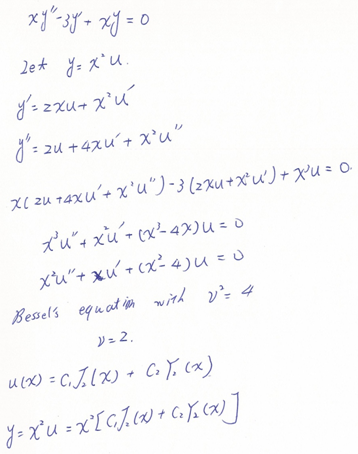 xy″-3y′+xy=0
Let y=x²u.
y′=2xu+x²u′
y″=2u+4xu′+x²u″
x(2u+4xu′+x²u″)-3(2xu+x²u′)+x³u=0.
x³u″+x²u′+(x³-4x)u=0
x²u″+xu′+(x²-4)u=0
Bessel's equation with ν²=4
ν=2.
u(x)=C₁J₂(x)+C₂Y₂(x)
y=x²u=x²[C₁J₂(x)+C₂Y₂(x)]